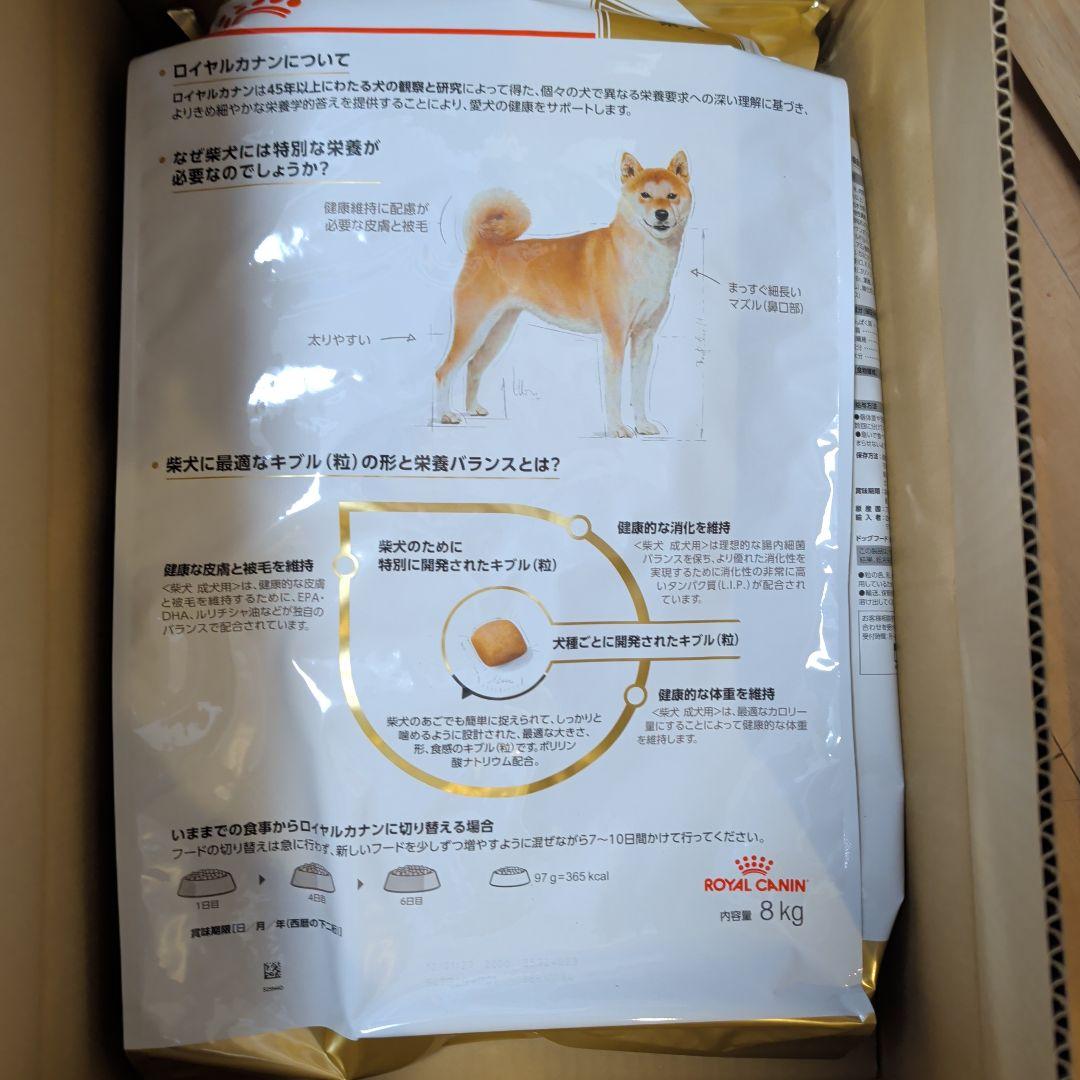 ロイヤルカナンについて
ロイヤルカナンは45年以上にわたる犬の観察と研究によって得た、個々の犬で異なる栄養要求への深い理解に基づき、
よりきめ細やかな栄養学的答えを提供することにより、愛犬の健康をサポートします。
なぜ柴犬には特別な栄養が
必要なのでしょうか?
健康維持に配慮が
必要な皮膚と被毛
まっすぐ細長い
マズル(鼻口部)
太りやすい
柴犬に最適なキブル(粒)の形と栄養バランスとは?
健康的な消化を維持
<柴犬 成犬用>は理想的な腸内細菌
バランスを保ち、より優れた消化性を
実現するために消化性の非常に高
いタンパク質(L.I.P.)が配合され
ています。
柴犬のために
特別に開発されたキブル(粒)
健康な皮膚と被毛を維持
<柴犬 成犬用>は、健康的な皮膚
と被毛を維持するために、EPA・
DHA、ルリチシャ油などが独自の
バランスで配合されています。
犬種ごとに開発されたキブル(粒)
健康的な体重を維持
<柴犬 成犬用>は、最適なカロリー
量にすることによって健康的な体重
を維持します。
柴犬のあごでも簡単に捉えられて、しっかりと
噛めるように設計された、最適な大きさ、
形、食感のキブル(粒)です。ポリリン
酸ナトリウム配合。
いままでの食事からロイヤルカナンに切り替える場合
フードの切り替えは急に行わず、新しいフードを少しずつ増やすように混ぜながら7〜10日間かけて行ってください。
1日目
4日目
6日目
97g=365 kcal
ROYAL CANIN
内容量 8kg
賞味期限[日/月/年(西暦の下二桁)]
給与方法
保存方法:
賞味期限:
原産国:
輸入者:
ドッグフード